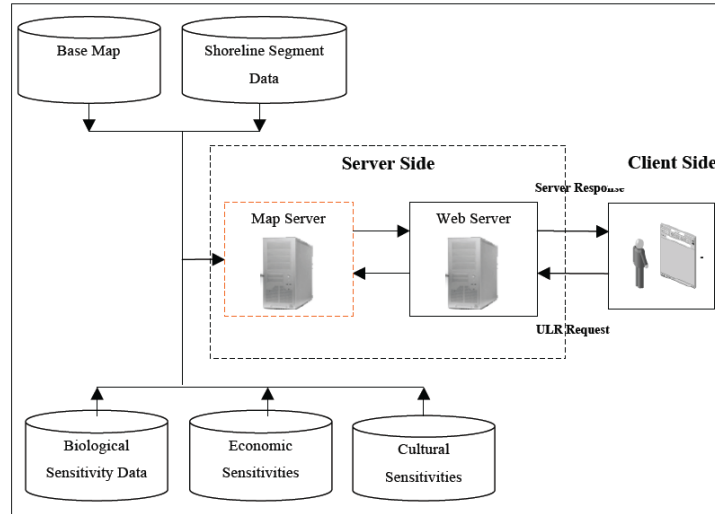 Base Map
Shoreline Segment
Data
Server Side
Client Side
Server Response
Map Server
Web Server
ULR Request
Biological
Sensitivity Data
Economic
Sensitivities
Cultural
Sensitivities